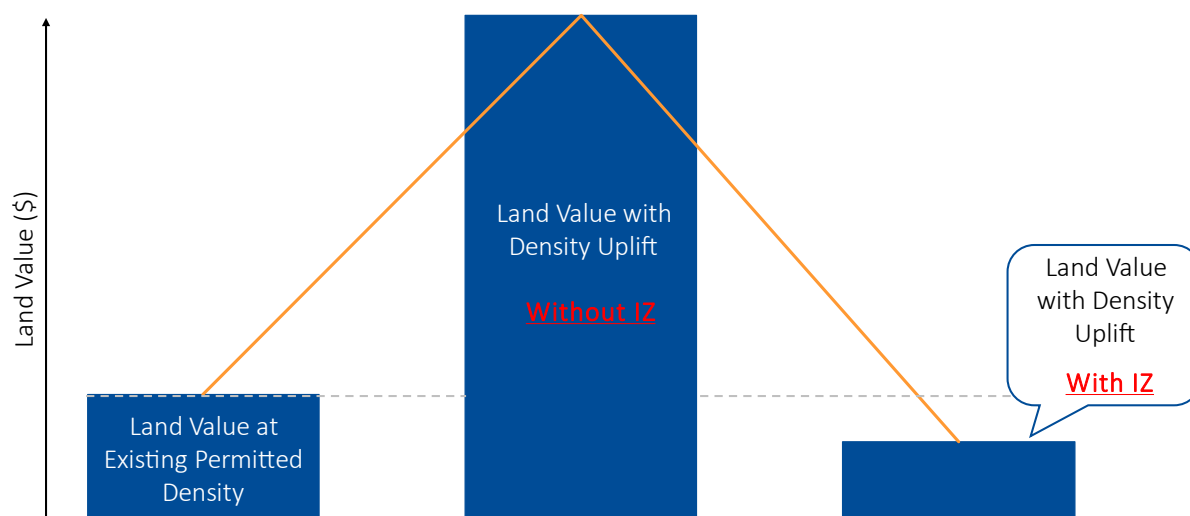 Land Value ($)
Land Value at
Existing Permitted
Density
Land Value with
Density Uplift
Without IZ
Land Value
with Density
Uplift
With IZ